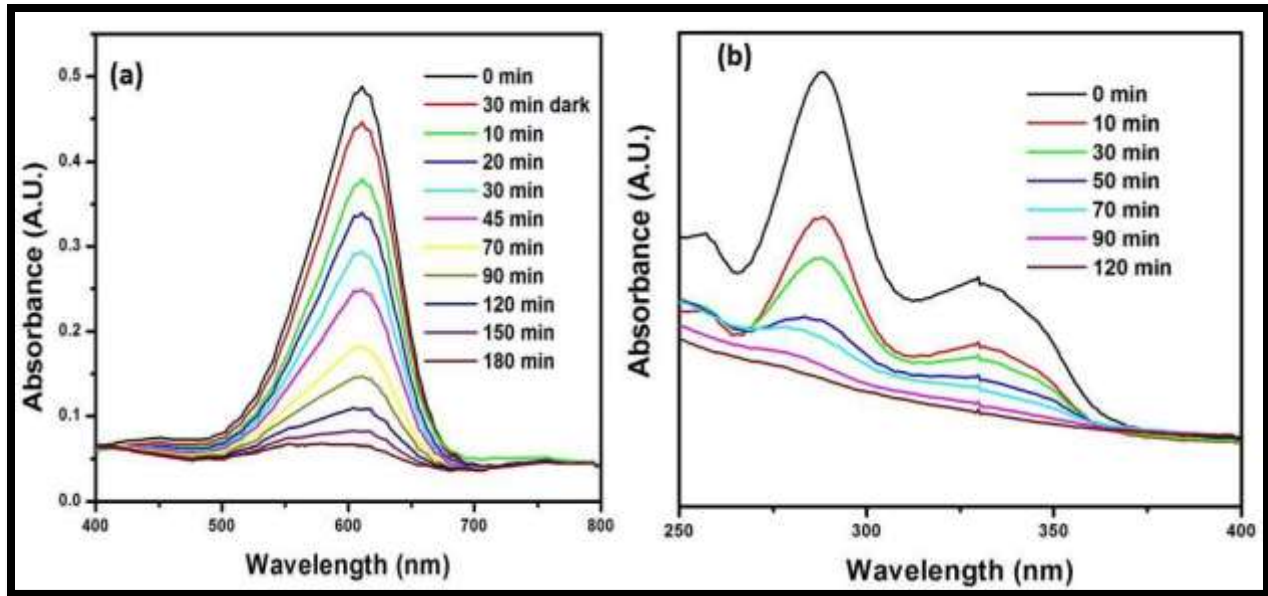 (a)
0 min
30 min dark
10 min
20 min
30 min
45 min
70 min
90 min
120 min
150 min
180 min
0.5
0.4
0.3
0.2
0.1
0.0
Absorbance (A.U.)
400 500 600 700 800
Wavelength (nm)
(b)
0 min
10 min
30 min
50 min
70 min
90 min
120 min
Absorbance (A.U.)
250 300 350 400
Wavelength (nm)